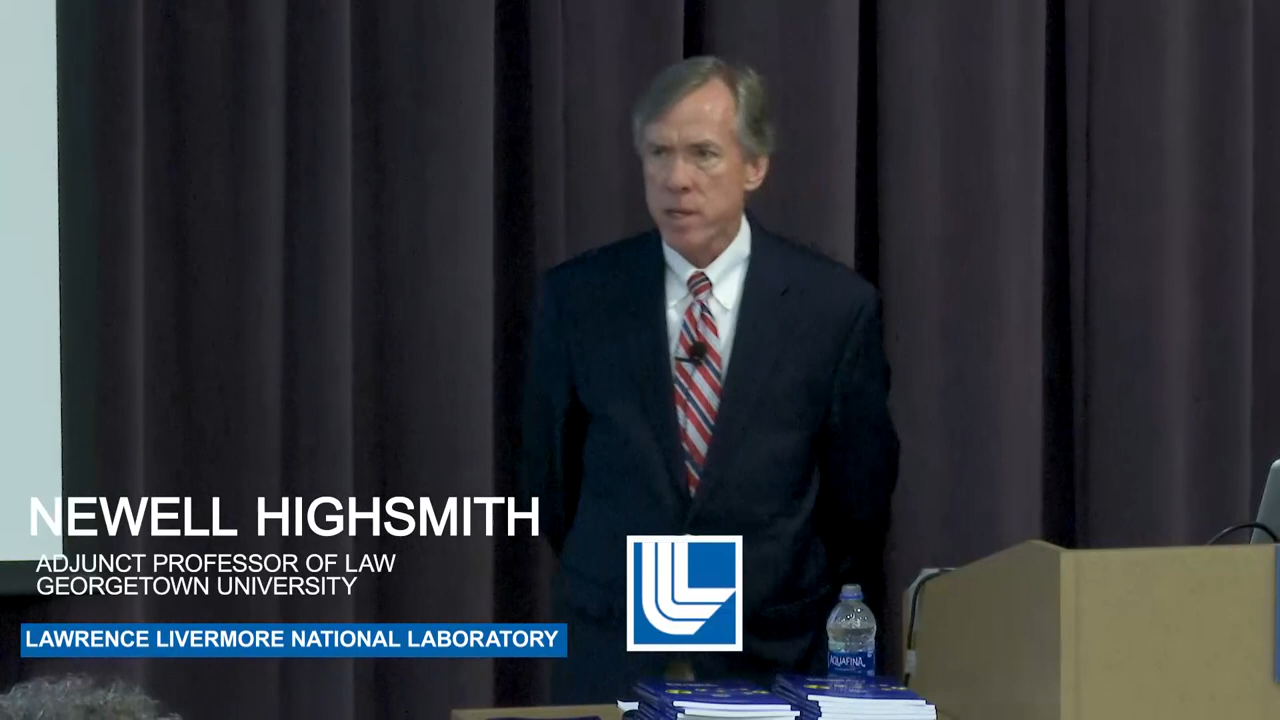 NEWELL HIGHSMITH
ADJUNCT PROFESSOR OF LAW
GEORGETOWN UNIVERSITY
LAWRENCE LIVERMORE NATIONAL LABORATORY
AQUAFINA